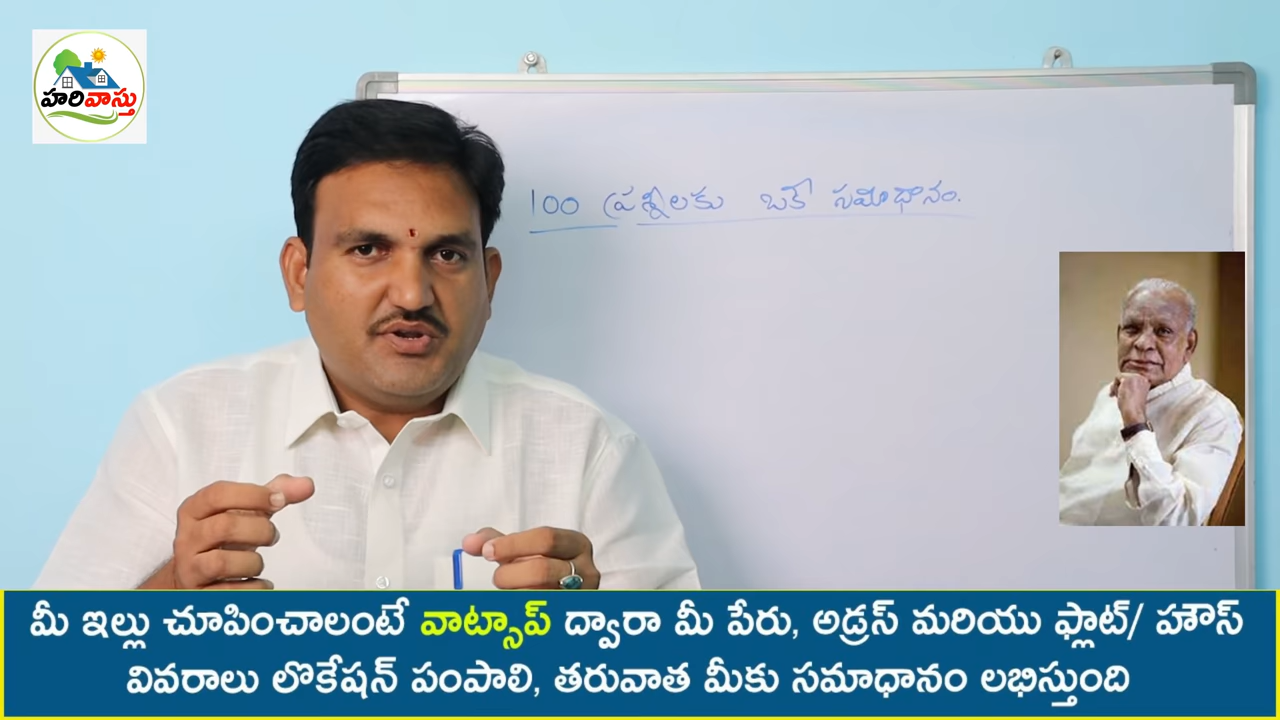 హరివాస్తు
100 ప్రశ్నలకు ఒకే సమాధానం.
మీ ఇల్లు చూపించాలంటే వాట్సాప్ ద్వారా మీ పేరు, అడ్రస్ మరియు ఫ్లాట్/ హౌస్
వివరాలు లొకేషన్ పంపాలి, తరువాత మీకు సమాధానం లభిస్తుంది